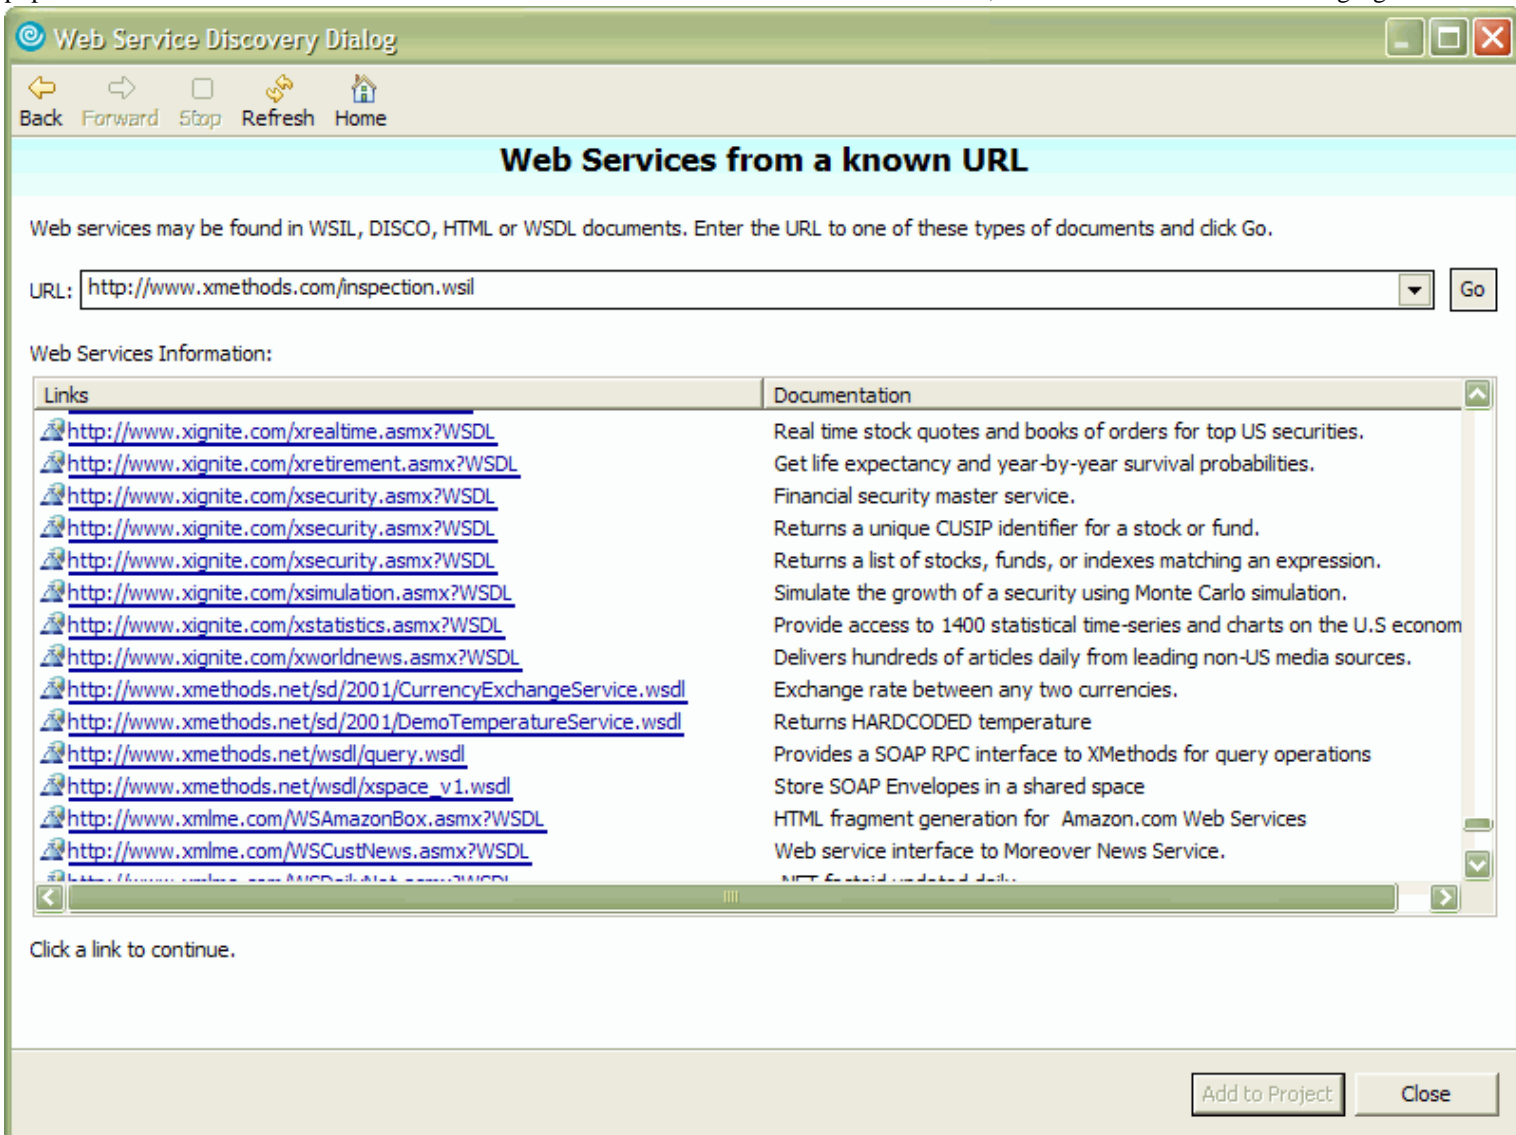 Web Service Discovery Dialog
Back Forward Stop Refresh Home
Web Services from a known URL
Web services may be found in WSIL, DISCO, HTML or WSDL documents. Enter the URL to one of these types of documents and click Go.
URL: http://www.xmethods.com/inspection.wsil Go
Web Services Information:
Links Documentation
http://www.xignite.com/xrealtime.asmx?WSDL Real time stock quotes and books of orders for top US securities.
http://www.xignite.com/xretirement.asmx?WSDL Get life expectancy and year-by-year survival probabilities.
http://www.xignite.com/xsecurity.asmx?WSDL Financial security master service.
http://www.xignite.com/xsecurity.asmx?WSDL Returns a unique CUSIP identifier for a stock or fund.
http://www.xignite.com/xsecurity.asmx?WSDL Returns a list of stocks, funds, or indexes matching an expression.
http://www.xignite.com/xsimulation.asmx?WSDL Simulate the growth of a security using Monte Carlo simulation.
http://www.xignite.com/xstatistics.asmx?WSDL Provide access to 1400 statistical time-series and charts on the U.S econom
http://www.xignite.com/xworldnews.asmx?WSDL Delivers hundreds of articles daily from leading non-US media sources.
http://www.xmethods.net/sd/2001/CurrencyExchangeService.wsdl Exchange rate between any two currencies.
http://www.xmethods.net/sd/2001/DemoTemperatureService.wsdl Returns HARDCODED temperature
http://www.xmethods.net/wsdl/query.wsdl Provides a SOAP RPC interface to XMethods for query operations
http://www.xmethods.net/wsdl/xspace_v1.wsdl Store SOAP Envelopes in a shared space
http://www.xmlme.com/WSAmazonBox.asmx?WSDL HTML fragment generation for Amazon.com Web Services
http://www.xmlme.com/WSCustNews.asmx?WSDL Web service interface to Moreover News Service.
http://www.xmlme.com/WSDailyNet.asmx?WSDL .NET factoid updated daily
Click a link to continue.
Add to Project Close